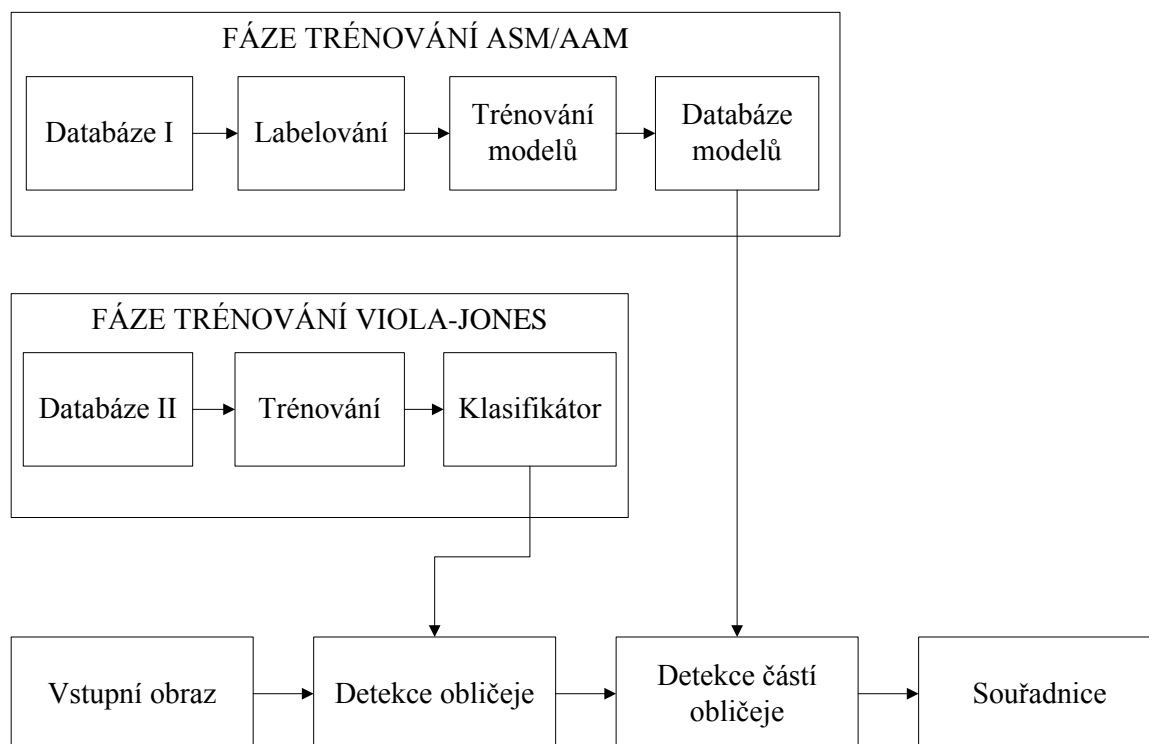 FÁZE TRÉNOVÁNÍ ASM/AAM
Databáze I
Labelování
Trénování
modelů
Databáze
modelů
FÁZE TRÉNOVÁNÍ VIOLA-JONES
Databáze II
Trénování
Klasifikátor
Vstupní obraz
Detekce obličeje
Detekce částí
obličeje
Souřadnice